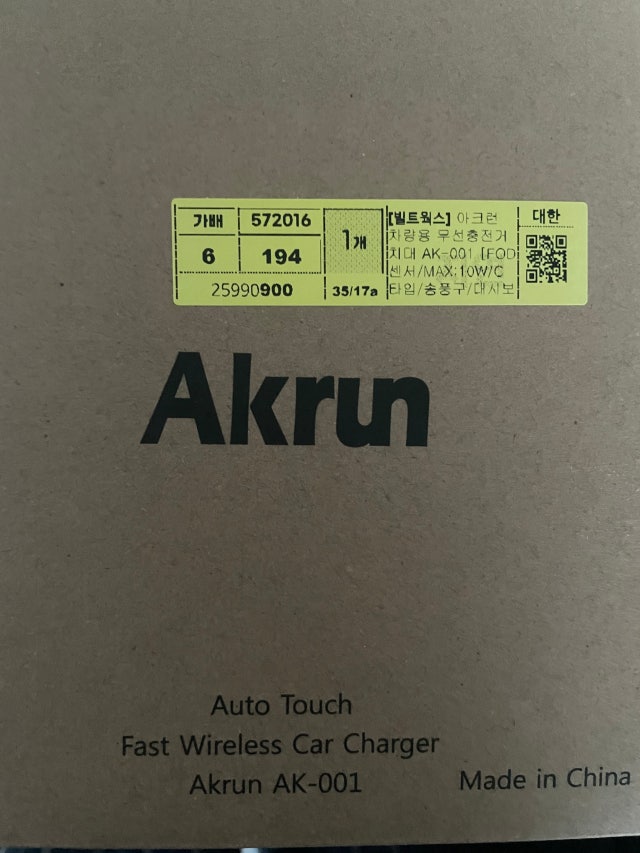 가배 572016
6 194
25990900
1개
35/17a
[빌트웍스] 아크런
차량용 무선충전거
치대 AK-001 [FOD
센서/MAX:10W/C
타입/송풍구/대시보
대한
Akrun
Auto Touch
Fast Wireless Car Charger
Akrun AK-001
Made in China